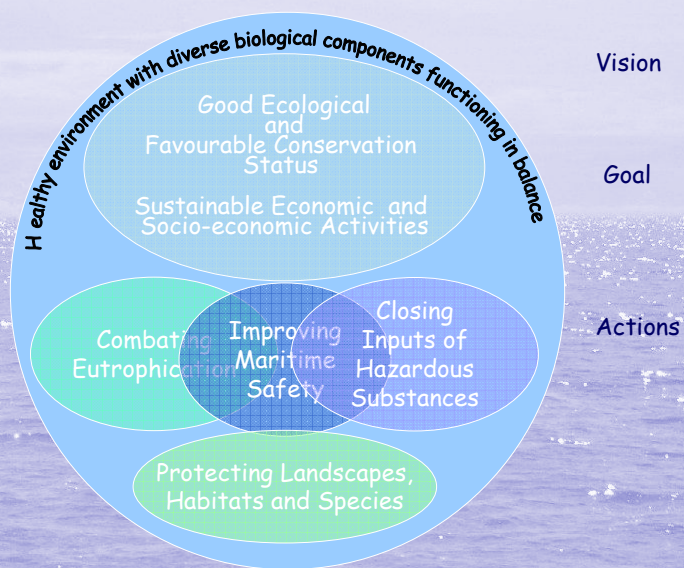 H ealthy environment with diverse biological components functioning in balance
Vision
Good Ecological
and
Favourable Conservation
Status
Goal
Sustainable Economic and
Socio-economic Activities
Actions
Combating
Eutrophication
Improving
Maritime
Safety
Closing
Inputs of
Hazardous
Substances
Protecting Landscapes,
Habitats and Species